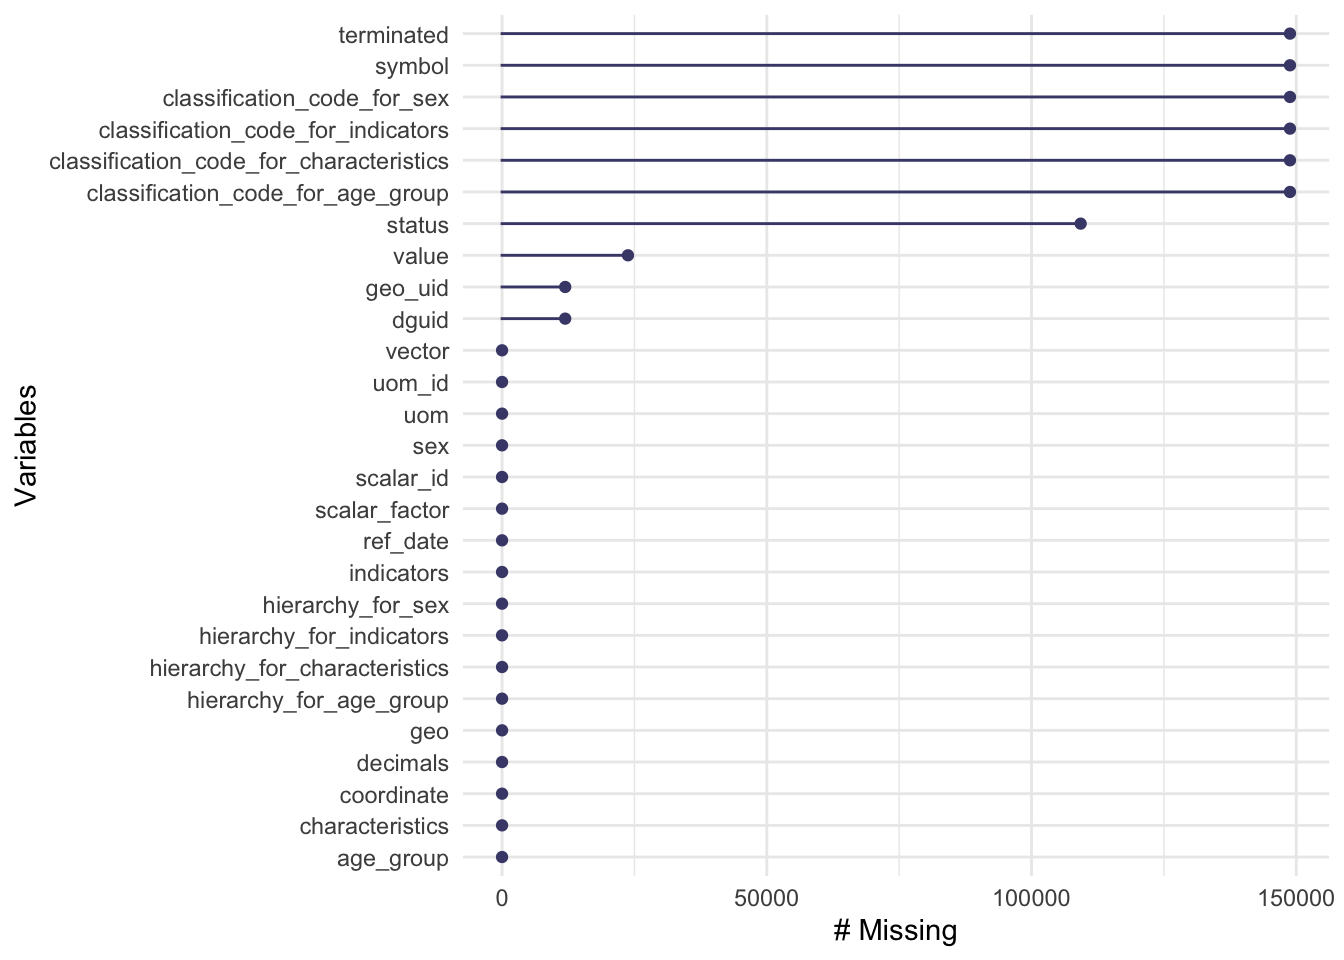 terminated
symbol
classification_code_for_sex
classification_code_for_indicators
classification_code_for_characteristics
classification_code_for_age_group
status
value
geo_uid
dguid
vector
uom_id
uom
sex
scalar_id
scalar_factor
ref_date
indicators
hierarchy_for_sex
hierarchy_for_indicators
hierarchy_for_characteristics
hierarchy_for_age_group
geo
decimals
coordinate
characteristics
age_group
Variables
0 50000 100000 150000
# Missing